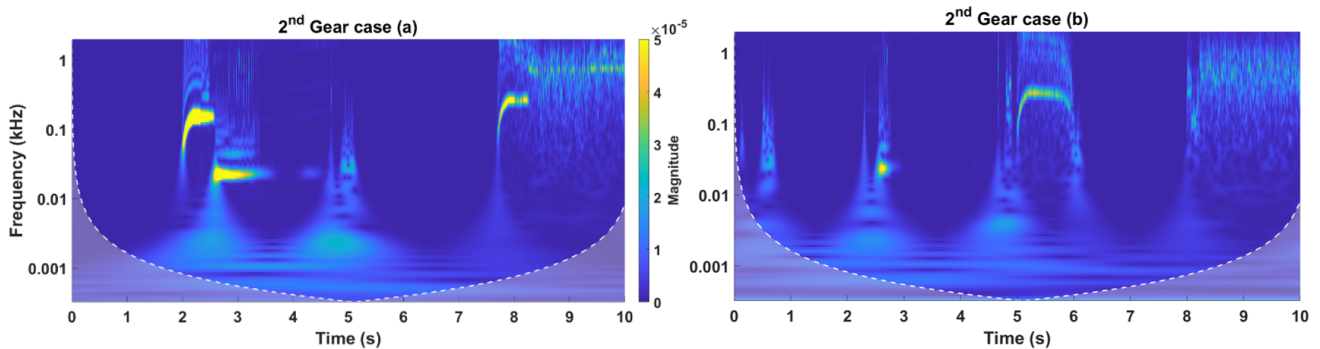 2nd Gear case (a)
×10-5
1
0.1
0.01
0.001
Frequency (kHz)
0 1 2 3 4 5 6 7 8 9 10
Time (s)
5
4
3
2
1
0
Magnitude
2nd Gear case (b)
1
0.1
0.01
0.001
0 1 2 3 4 5 6 7 8 9 10
Time (s)